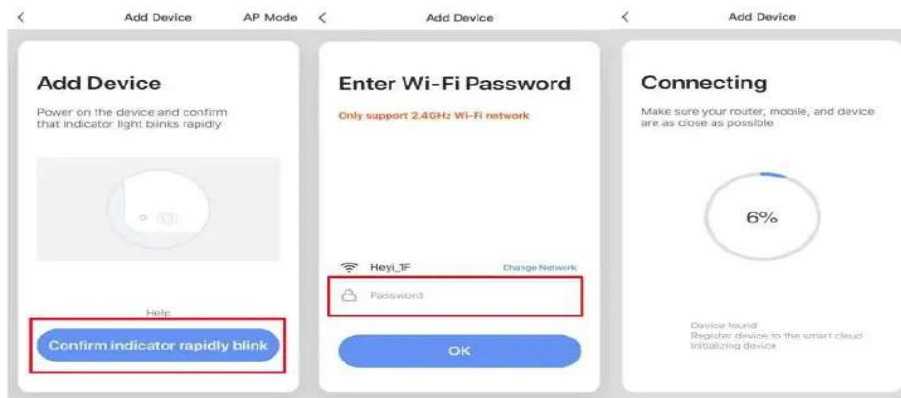 Add Device
AP Mode
Add Device
Power on the device and confirm
that indicator light blinks rapidly
Help
Confirm indicator rapidly blink
Add Device
Enter Wi-Fi Password
Only support 2.4GHz Wi-Fi network
Heyi_1F
Change Network
Password
OK
Add Device
Connecting
Make sure your router, mobile, and device
are as close as possible
6%
Device found
Register device to the smart cloud
Initializing device